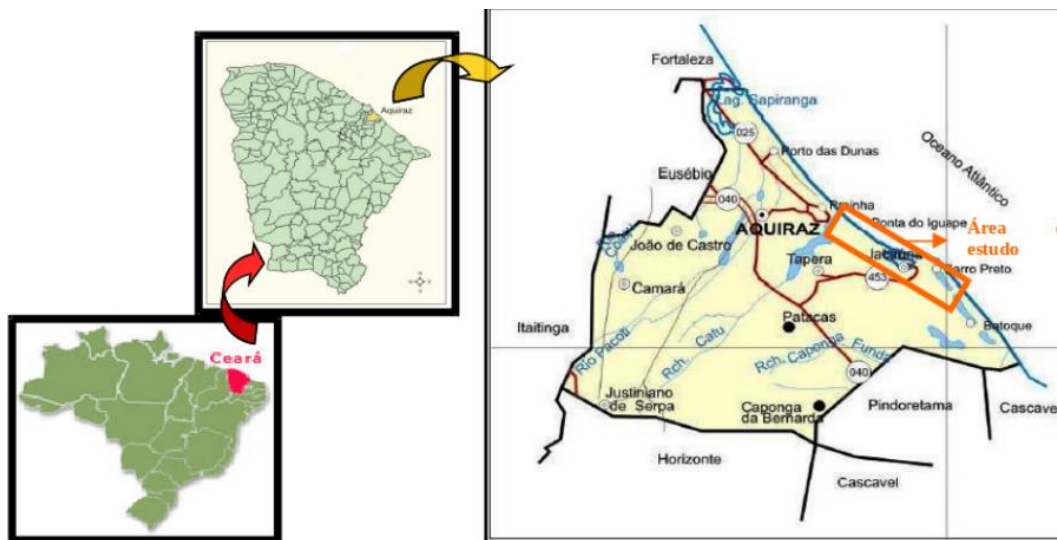 Ceará
Aquiraz
Fortaleza
Lag. Sapiranga
025
Porto das Dunas
Oceano Atlântico
Eusébio
040
Prainha
AQUIRAZ
Ponta do Iguape
Área
estudo
João de Castro
Tapera
Barro Preto
453
Camará
Itaitinga
Rio Pacoti
Rch. Catu
Patacas
Batoque
Rch. Caponga Funda
040
Justiniano
de Serpa
Caponga
da Bernarda
Pindoretama
Cascavel
Horizonte
Cascavel